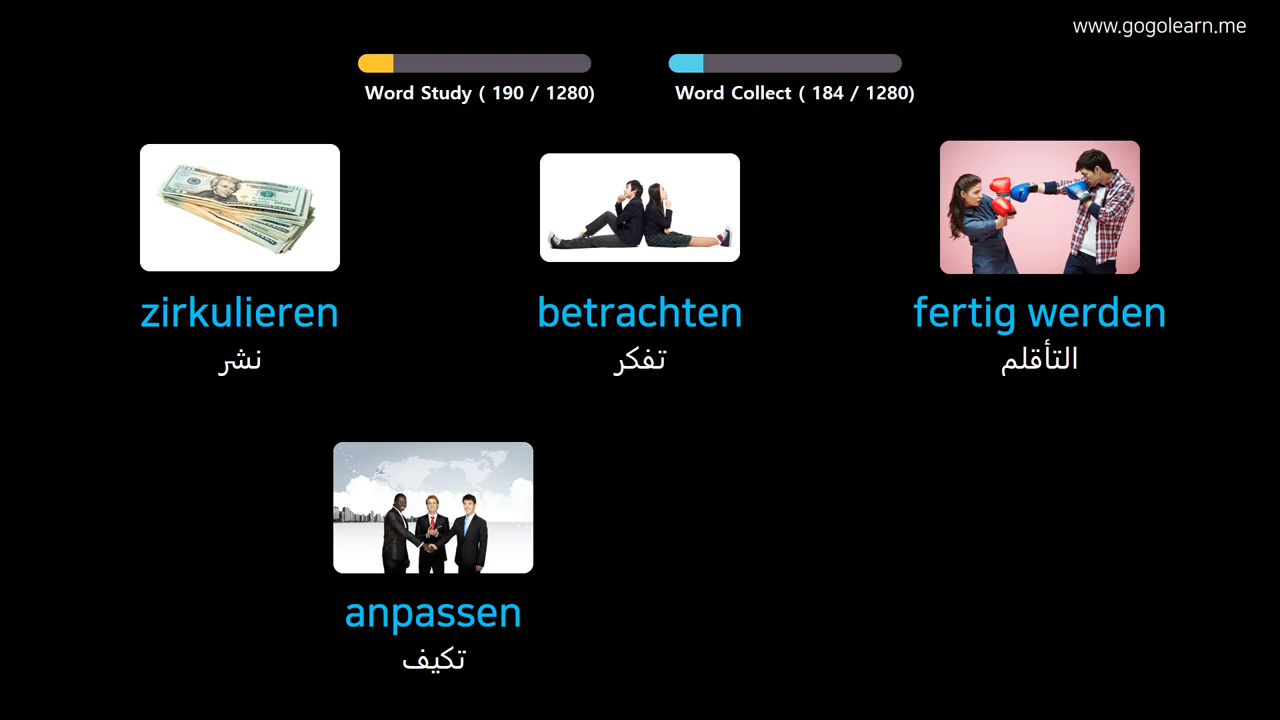 www.gogolearn.me
Word Study ( 190 / 1280)
Word Collect ( 184 / 1280)
zirkulieren
نشر
betrachten
تفكر
fertig werden
التأقلم
anpassen
تكيف